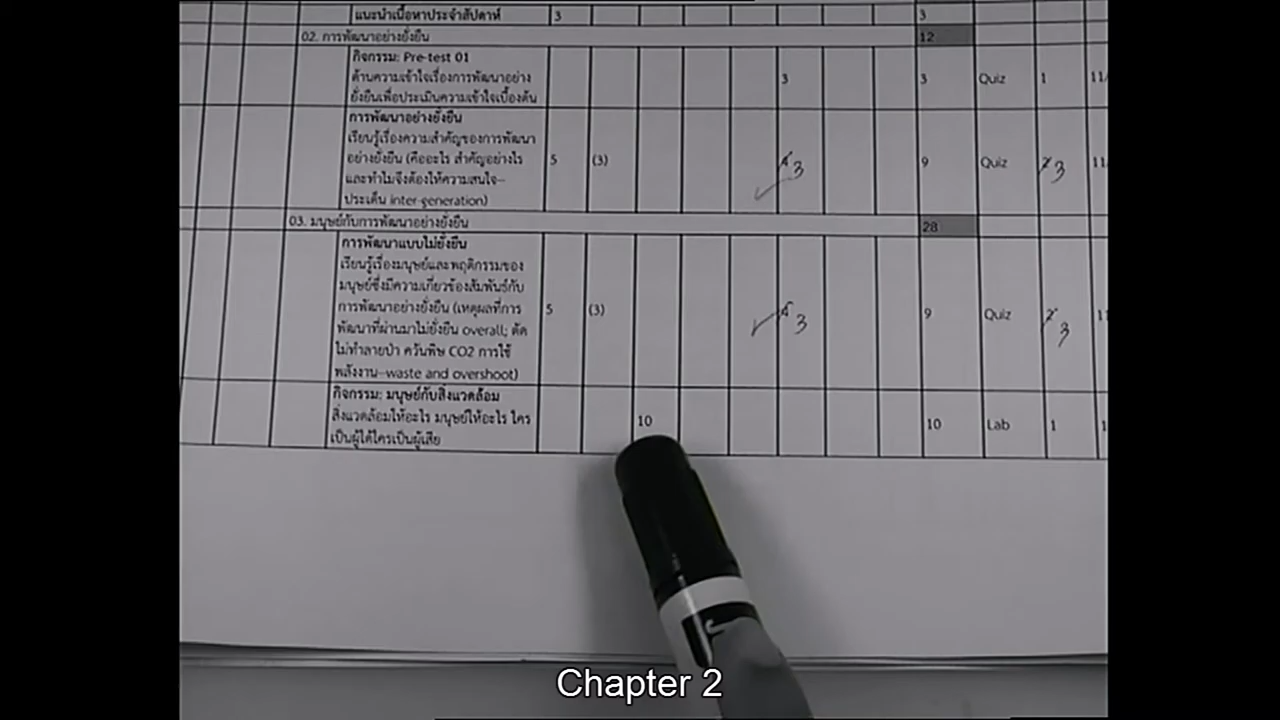 แนะนำเนื้อหาประจำสัปดาห์ 3 3
02. การพัฒนาอย่างยั่งยืน 12
กิจกรรม: Pre-test 01
ด้านความเข้าใจเรื่องการพัฒนาอย่าง 3 3 Quiz 1 11/
ยั่งยืนเพื่อประเมินความเข้าใจเบื้องต้น
การพัฒนาอย่างยั่งยืน
เรียนรู้เรื่องความสำคัญของการพัฒนา
อย่างยั่งยืน (คืออะไร สำคัญอย่างไร 5 (3) 3 9 Quiz 3 11
และทำไมจึงต้องให้ความสนใจ--
ประเด็น inter-generation)
03. มนุษย์กับการพัฒนาอย่างยั่งยืน 28
การพัฒนาแบบไม่ยั่งยืน
เรียนรู้เรื่องมนุษย์และพฤติกรรมของ
มนุษย์ซึ่งมีความเกี่ยวข้องสัมพันธ์กับ
การพัฒนาอย่างยั่งยืน (เหตุผลที่การ 5 (3) 3 9 Quiz 3 11
พัฒนาที่ผ่านมาไม่ยั่งยืน overall; ตัด
ไม้ทำลายป่า ควันพิษ CO2 การใช้
พลังงาน--waste and overshoot)
กิจกรรม: มนุษย์กับสิ่งแวดล้อม
สิ่งแวดล้อมให้อะไร มนุษย์ให้อะไร ใคร 10 10 Lab 1 1
เป็นผู้ได้ใครเป็นผู้เสีย
Chapter 2